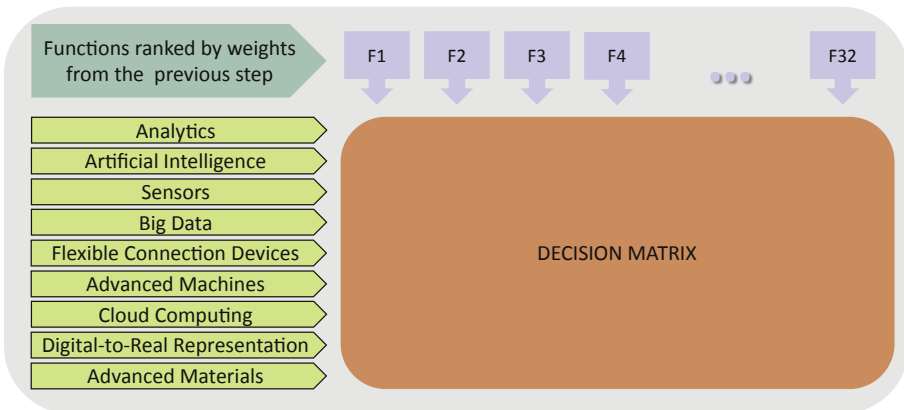 Functions ranked by weights
from the previous step
F1
F2
F3
F4
...
F32
Analytics
Artificial Intelligence
Sensors
Big Data
Flexible Connection Devices
Advanced Machines
Cloud Computing
Digital-to-Real Representation
Advanced Materials
DECISION MATRIX